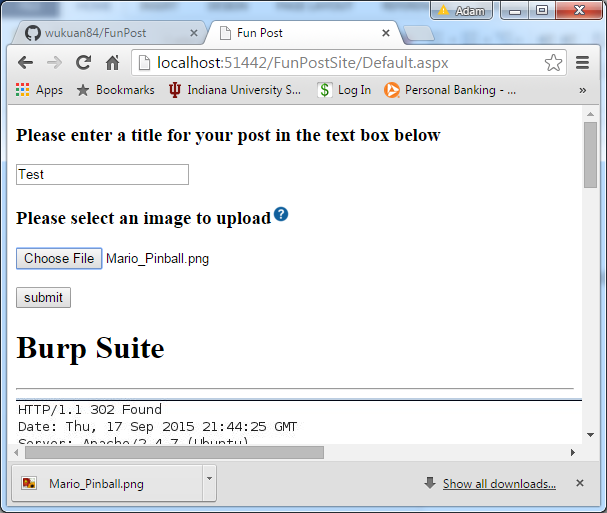 Adam
wukuan84/FunPost
Fun Post
localhost:51442/FunPostSite/Default.aspx
Apps Bookmarks Indiana University S... Log In Personal Banking - ... »
Please enter a title for your post in the text box below
Test
Please select an image to upload ?
Choose File Mario_Pinball.png
submit
Burp Suite
HTTP/1.1 302 Found
Date: Thu, 17 Sep 2015 21:44:25 GMT
Server: Apache/2.4.7 (Ubuntu)
Mario_Pinball.png Show all downloads...